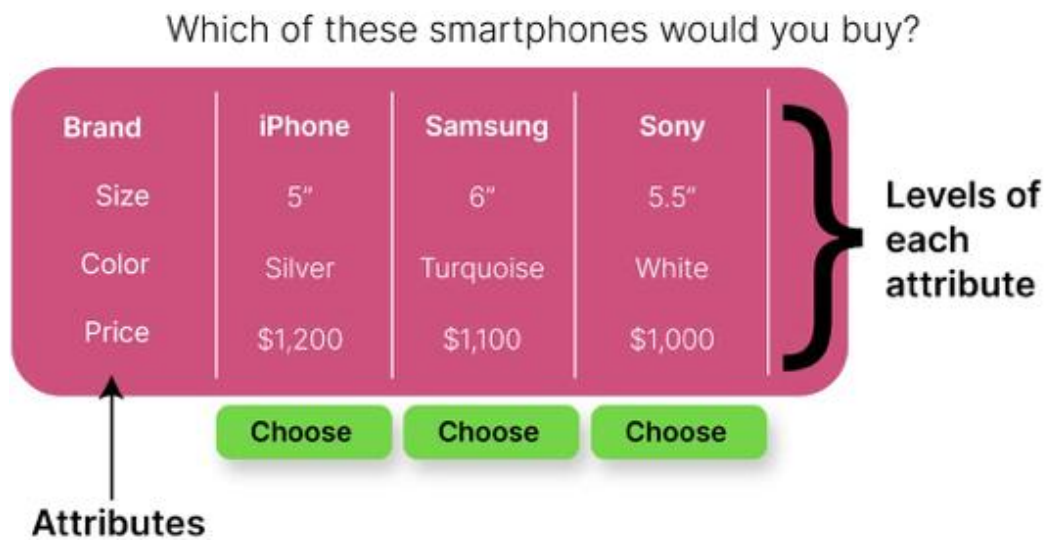 Which of these smartphones would you buy?
Brand iPhone Samsung Sony
Size 5” 6” 5.5”
Color Silver Turquoise White
Price $1,200 $1,100 $1,000
Levels of
each
attribute
Choose Choose Choose
Attributes